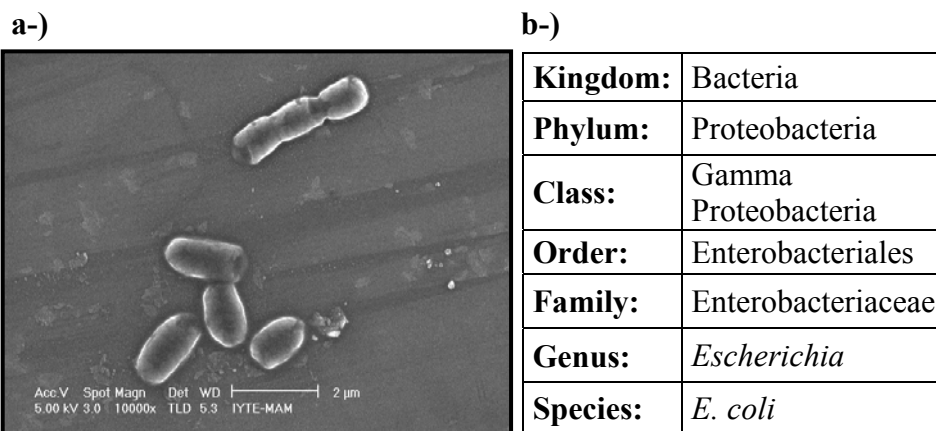 a-)
Acc.V Spot Magn Det WD
5.00 kV 3.0 10000x TLD 5.3 IYTE-MAM 2 µm
b-)
Kingdom: Bacteria
Phylum: Proteobacteria
Class: Gamma
Proteobacteria
Order: Enterobacteriales
Family: Enterobacteriaceae
Genus: Escherichia
Species: E. coli